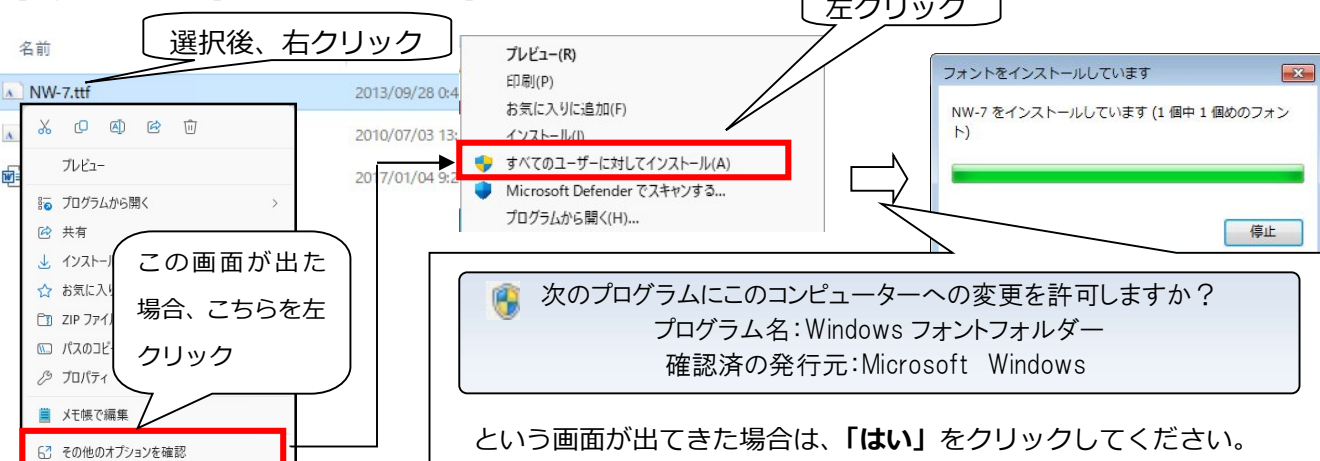 左クリック
選択後、右クリック
名前
NW-7.ttf
2013/09/28 0:4
2010/07/03 13:
2017/01/04 9:2
プレビュー
プログラムから開く
共有
インストール
お気に入り
ZIP ファイル
パスのコピー
プロパティ
メモ帳で編集
その他のオプションを確認
この画面が出た
場合、こちらを左
クリック
プレビュー(R)
印刷(P)
お気に入りに追加(F)
インストール(I)
すべてのユーザーに対してインストール(A)
Microsoft Defender でスキャンする...
プログラムから開く(H)...
フォントをインストールしています
NW-7 をインストールしています (1 個中 1 個めのフォン
ト)
停止
次のプログラムにこのコンピューターへの変更を許可しますか？
プログラム名：Windows フォントフォルダー
確認済の発行元：Microsoft Windows
という画面が出てきた場合は、「はい」をクリックしてください。